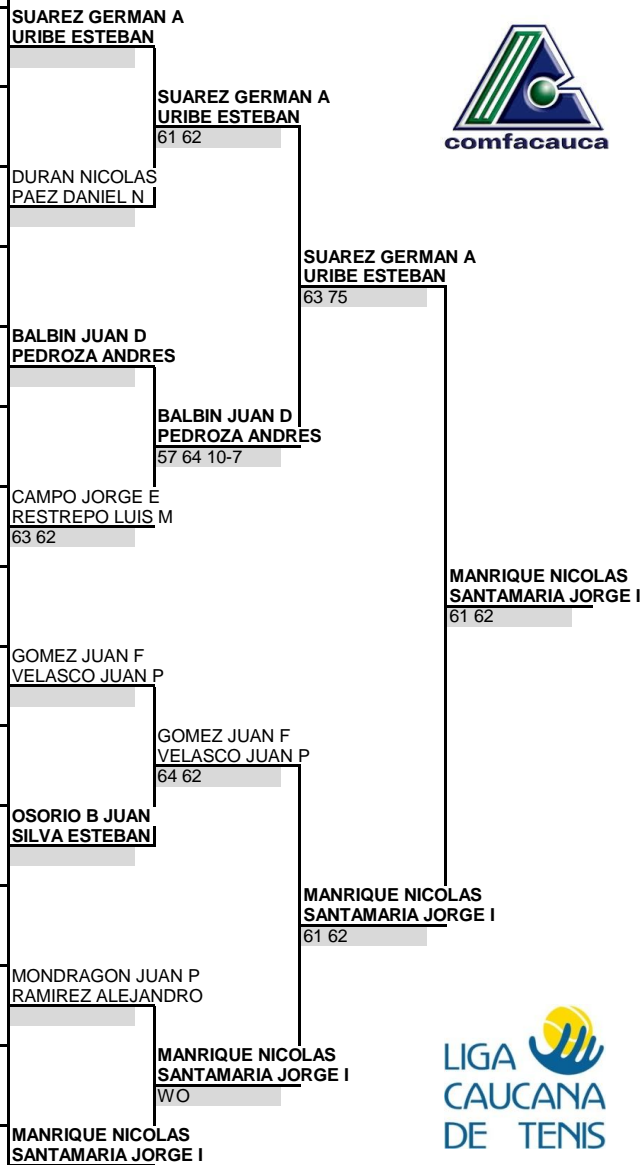 SUAREZ GERMAN A
URIBE ESTEBAN
SUAREZ GERMAN A
URIBE ESTEBAN
61 62
comfacauca
DURAN NICOLAS
PAEZ DANIEL N
SUAREZ GERMAN A
URIBE ESTEBAN
63 75
BALBIN JUAN D
PEDROZA ANDRES
BALBIN JUAN D
PEDROZA ANDRES
57 64 10-7
CAMPO JORGE E
RESTREPO LUIS M
63 62
MANRIQUE NICOLAS
SANTAMARIA JORGE I
61 62
GOMEZ JUAN F
VELASCO JUAN P
GOMEZ JUAN F
VELASCO JUAN P
64 62
OSORIO B JUAN
SILVA ESTEBAN
MANRIQUE NICOLAS
SANTAMARIA JORGE I
61 62
MONDRAGON JUAN P
RAMIREZ ALEJANDRO
MANRIQUE NICOLAS
SANTAMARIA JORGE I
WO
LIGA
CAUCANA
DE TENIS
MANRIQUE NICOLAS
SANTAMARIA JORGE I